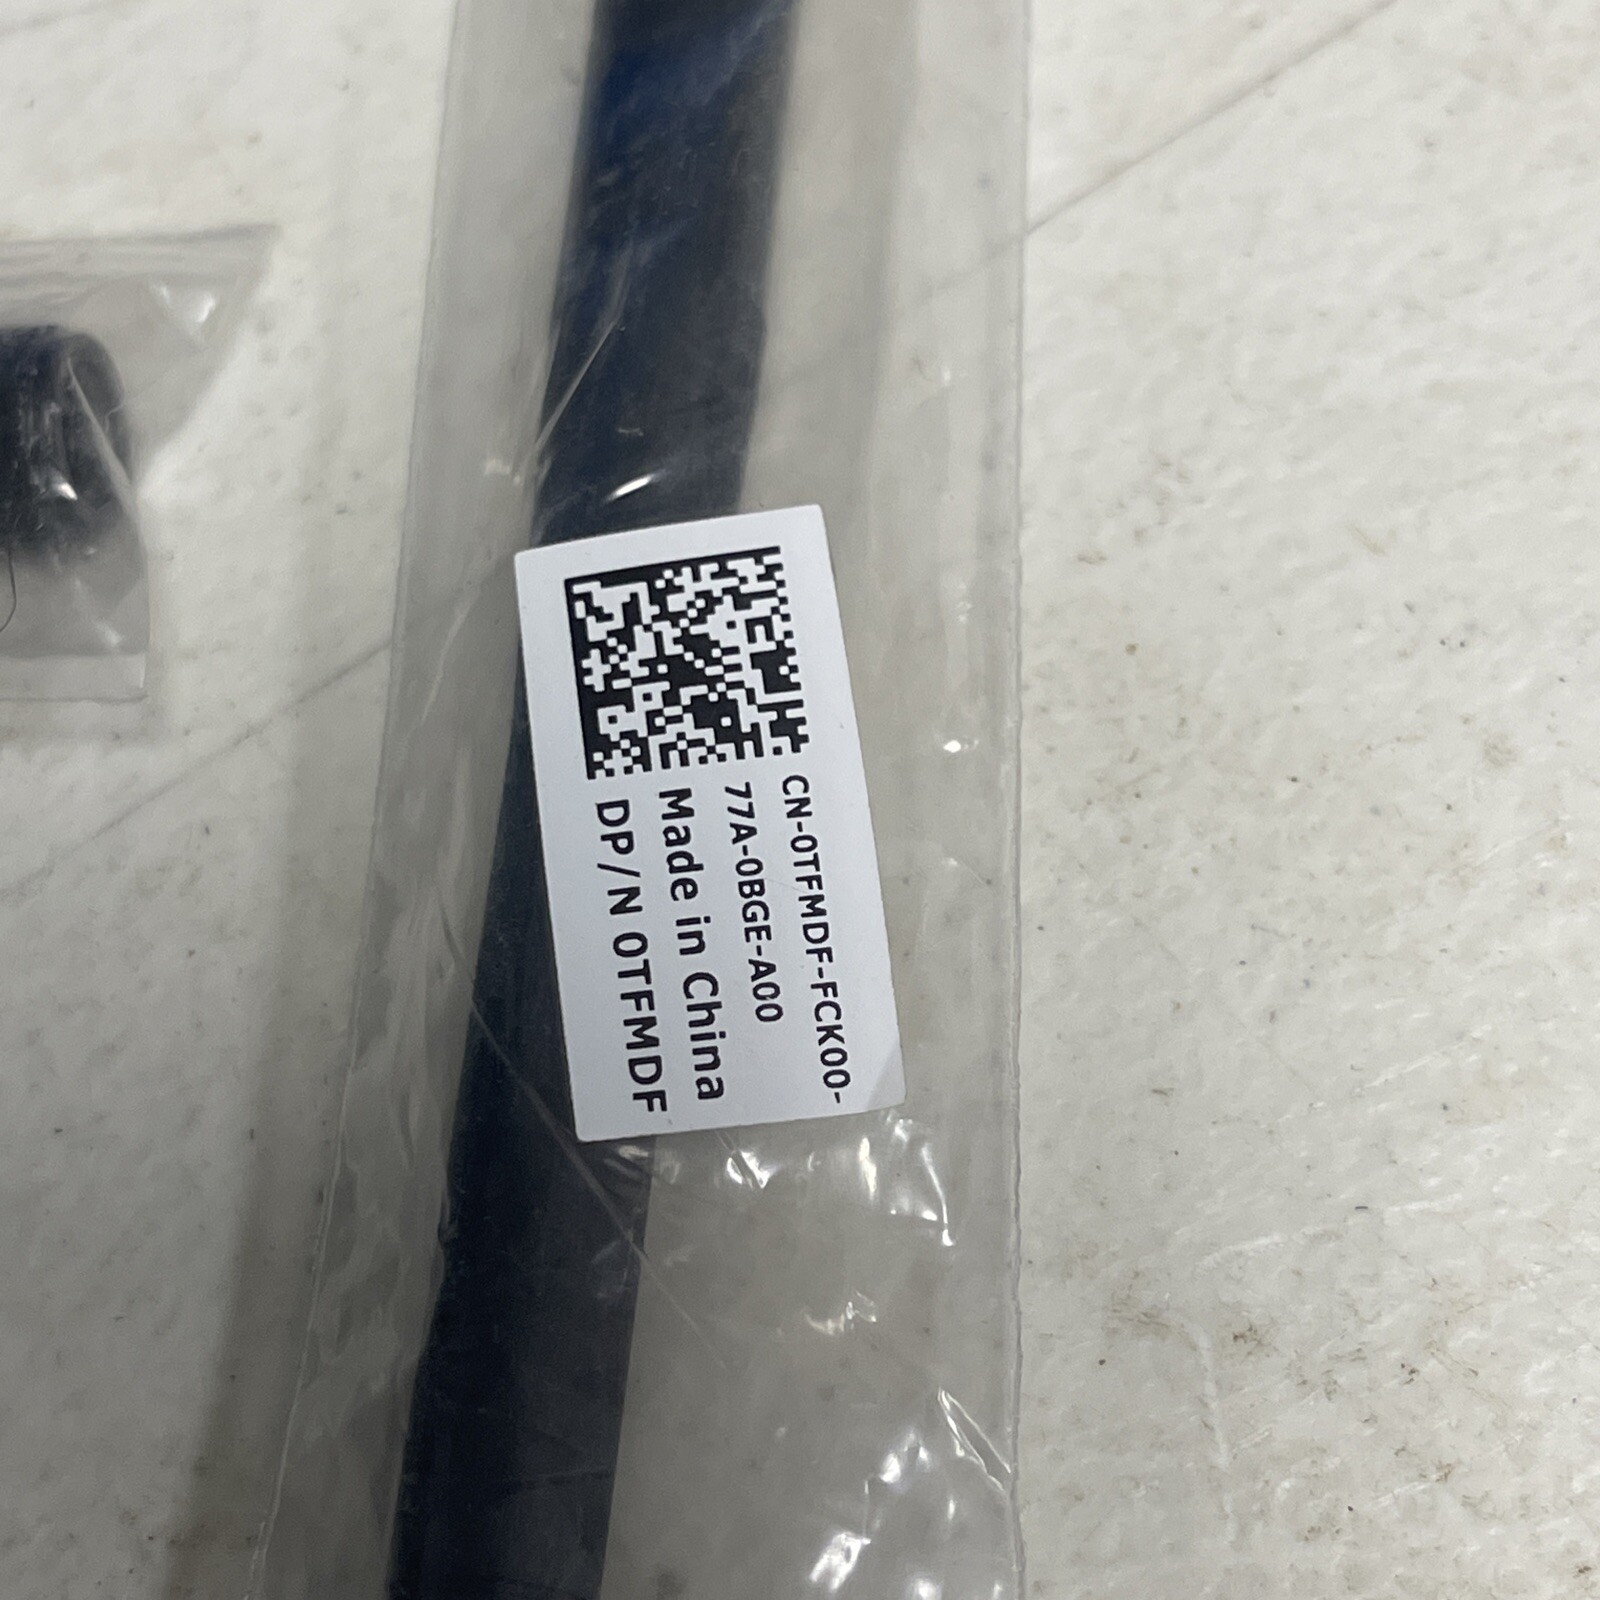 CN-0TFMDF-FCK00-
77A-0BGE-A00
Made in China
DP/N 0TFMDF